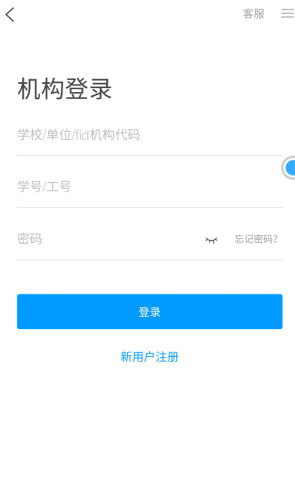 客服
机构登录
学校/单位/fid机构代码
学号/工号
密码
忘记密码?
登录
新用户注册